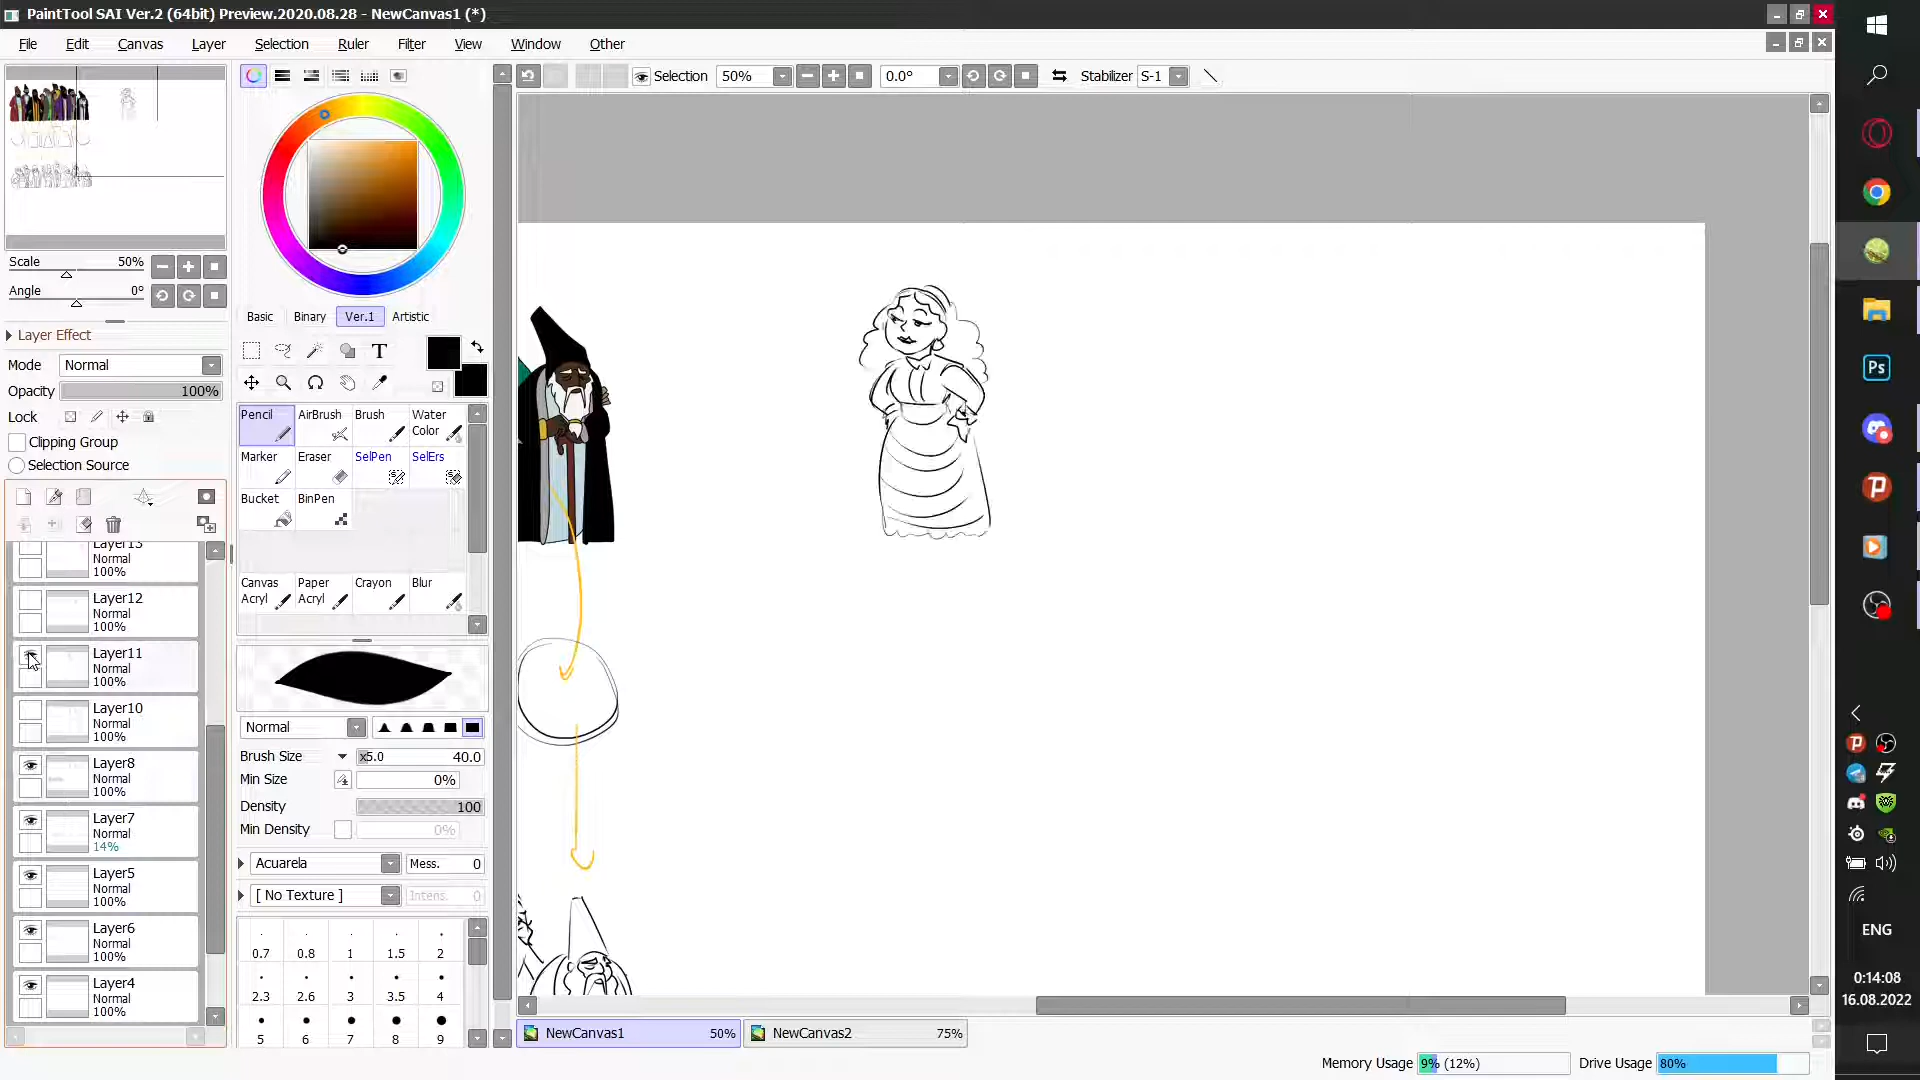 PaintTool SAI Ver.2 (64bit) Preview.2020.08.28 - NewCanvas1 (*)
File Edit Canvas Layer Selection Ruler Filter View Window Other
Selection 50% 0.0° Stabilizer S-1
Scale 50%
Angle 0°
Layer Effect
Mode Normal
Opacity 100%
Lock
Clipping Group
Selection Source
Layer13
Normal
100%
Layer12
Normal
100%
Layer11
Normal
100%
Layer10
Normal
100%
Layer8
Normal
100%
Layer7
Normal
14%
Layer5
Normal
100%
Layer6
Normal
100%
Layer4
Normal
100%
Basic Binary Ver.1 Artistic
T
Pencil AirBrush Brush Water Color
Marker Eraser SelPen SelErs
Bucket BinPen
Canvas Acryl Paper Acryl Crayon Blur
Normal
Brush Size x5.0 40.0
Min Size 0%
Density 100
Min Density 0%
Acuarela Mess. 0
[ No Texture ] Intens. 0
0.7 0.8 1 1.5 2
2.3 2.6 3 3.5 4
5 6 7 8 9
NewCanvas1 50% NewCanvas2 75%
Memory Usage 9% (12%) Drive Usage 80%
Ps
ENG
0:14:08
16.08.2022